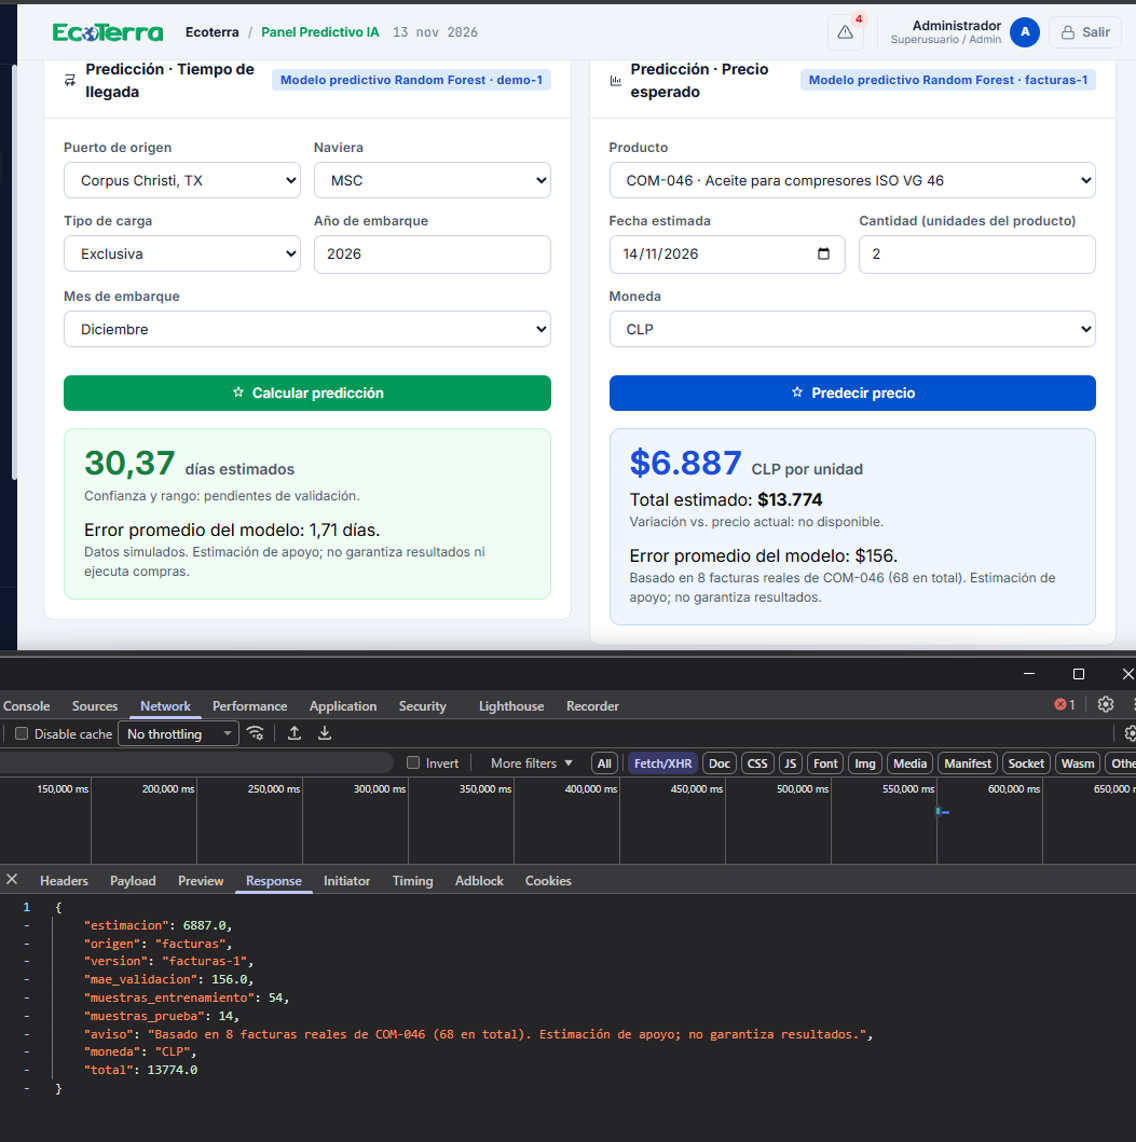 EcoTerra
Ecoterra / Panel Predictivo IA 13 nov 2026
4
Administrador
Superusuario / Admin
A
Salir
Predicción · Tiempo de llegada
Modelo predictivo Random Forest · demo-1
Puerto de origen
Naviera
Corpus Christi, TX
MSC
Tipo de carga
Año de embarque
Exclusiva
2026
Mes de embarque
Diciembre
Calcular predicción
30,37 días estimados
Confianza y rango: pendientes de validación.
Error promedio del modelo: 1,71 días.
Datos simulados. Estimación de apoyo; no garantiza resultados ni
ejecuta compras.
Predicción · Precio esperado
Modelo predictivo Random Forest · facturas-1
Producto
COM-046 · Aceite para compresores ISO VG 46
Fecha estimada
Cantidad (unidades del producto)
14/11/2026
2
Moneda
CLP
Predecir precio
$6.887 CLP por unidad
Total estimado: $13.774
Variación vs. precio actual: no disponible.
Error promedio del modelo: $156.
Basado en 8 facturas reales de COM-046 (68 en total). Estimación de
apoyo; no garantiza resultados.
Console Sources Network Performance Application Security Lighthouse Recorder 1
Disable cache No throttling
Invert More filters All Fetch/XHR Doc CSS JS Font Img Media Manifest Socket Wasm Othe
150,000 ms 200,000 ms 250,000 ms 300,000 ms 350,000 ms 400,000 ms 450,000 ms 500,000 ms 550,000 ms 600,000 ms 650,000 m
Headers Payload Preview Response Initiator Timing Adblock Cookies
1 {
- "estimacion": 6887.0,
- "origen": "facturas",
- "version": "facturas-1",
- "mae_validacion": 156.0,
- "muestras_entrenamiento": 54,
- "muestras_prueba": 14,
- "aviso": "Basado en 8 facturas reales de COM-046 (68 en total). Estimación de apoyo; no garantiza resultados.",
- "moneda": "CLP",
- "total": 13774.0
- }